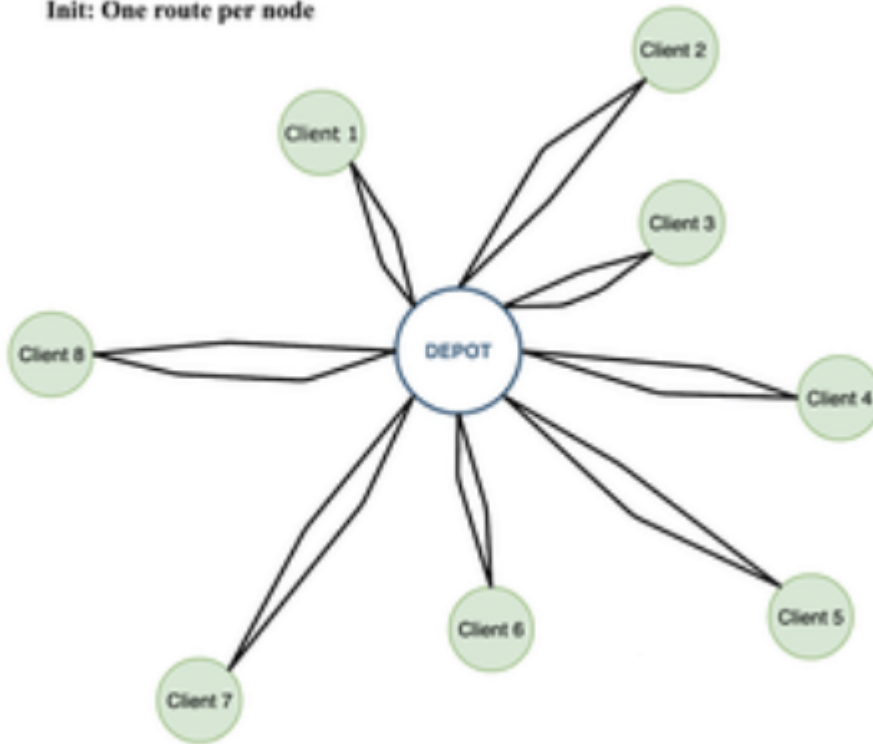 Init: One route per node
Client 2
Client 1
Client 3
DEPOT
Client 8
Client 4
Client 5
Client 6
Client 7